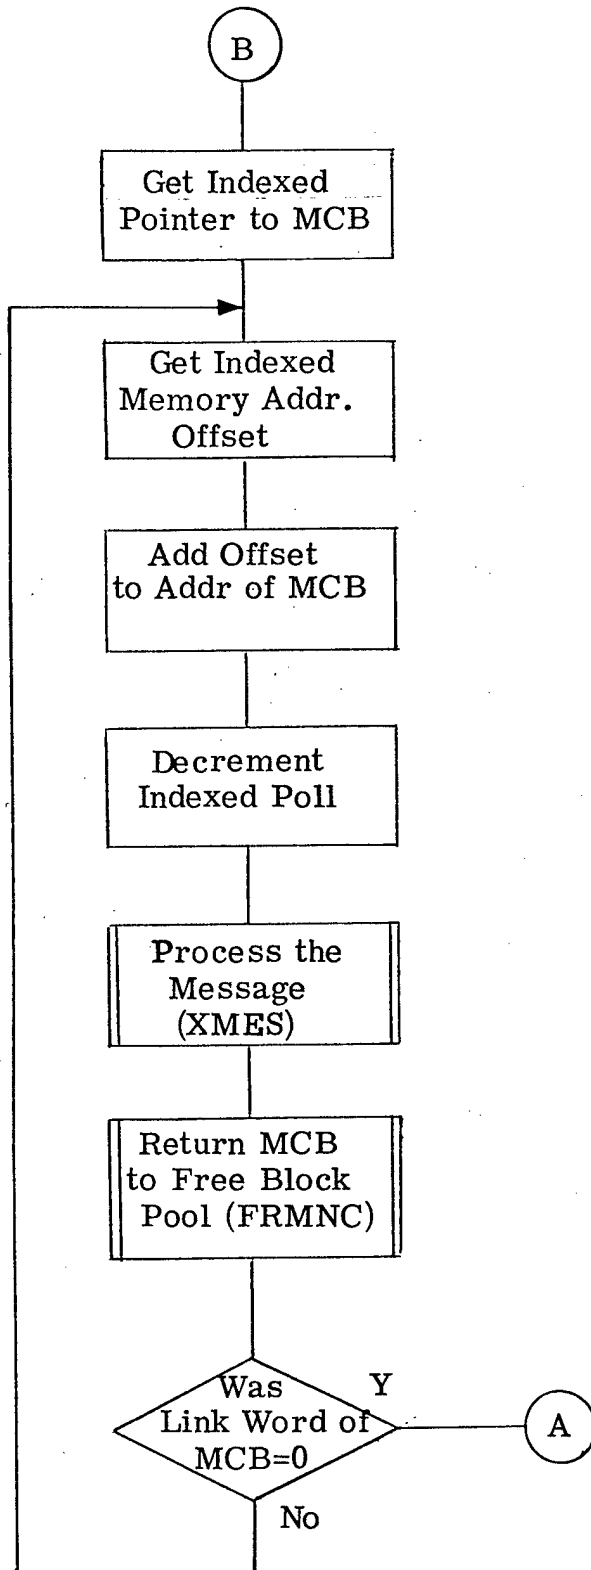 B
Get Indexed
Pointer to MCB
Get Indexed
Memory Addr.
Offset
Add Offset
to Addr of MCB
Decrement
Indexed Poll
Process the
Message
(XMES)
Return MCB
to Free Block
Pool (FRMNC)
Was
Link Word of
MCB=0
Y
A
No